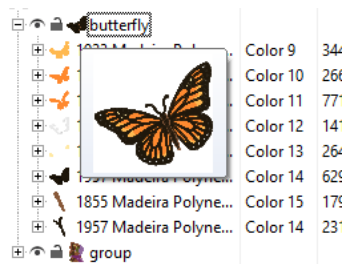 butterfly
Color 9 344
Color 10 266
Color 11 771
Color 12 141
Color 13 264
Madeira Polyne... Color 14 629
1855 Madeira Polyne... Color 15 179
1957 Madeira Polyne... Color 14 231
group